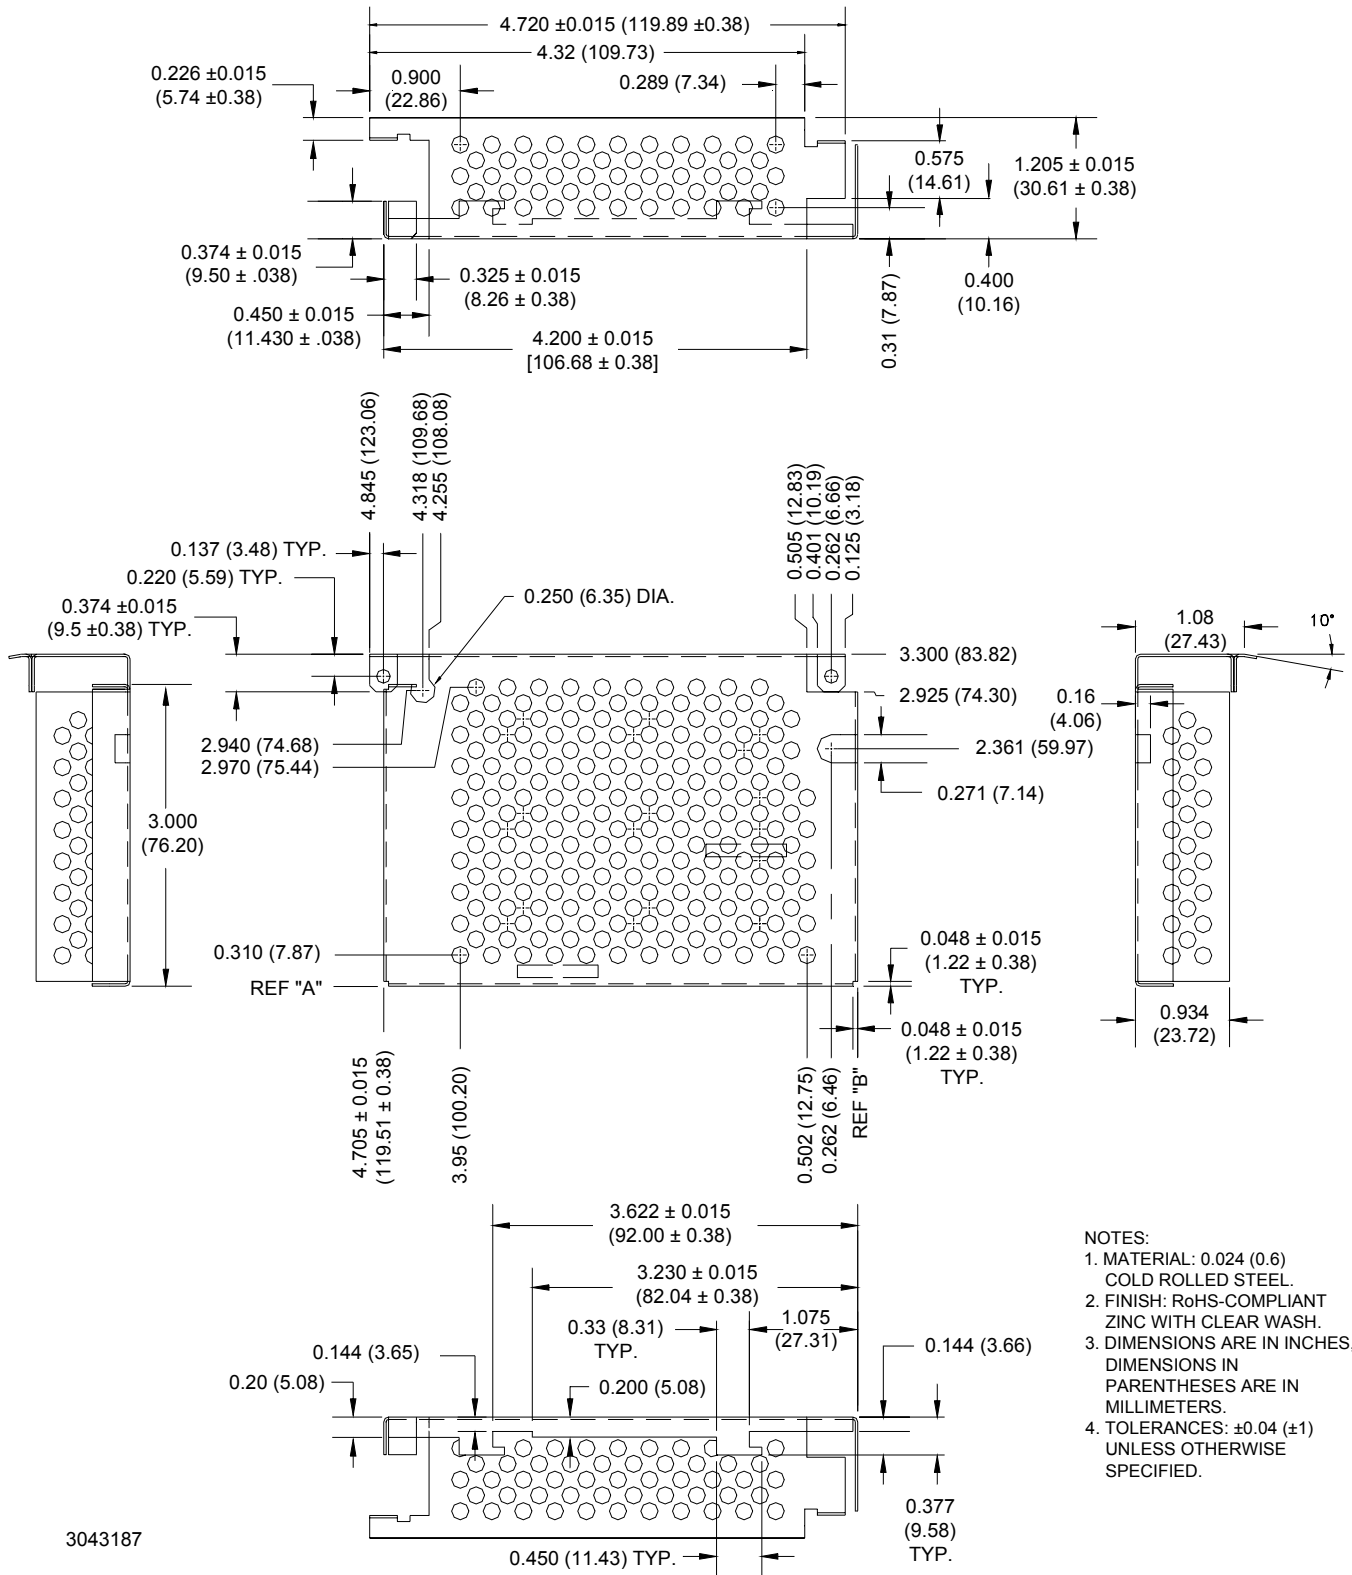 4.720 ±0.015 (119.89 ±0.38)
4.32 (109.73)
0.226 ±0.015
(5.74 ±0.38)
0.900
(22.86)
0.289 (7.34)
0.575
(14.61)
1.205 ± 0.015
(30.61 ± 0.38)
0.374 ± 0.015
(9.50 ± .038)
0.325 ± 0.015
(8.26 ± 0.38)
0.450 ± 0.015
(11.430 ± .038)
4.200 ± 0.015
[106.68 ± 0.38]
0.31 (7.87)
0.400
(10.16)
4.845 (123.06)
4.318 (109.68)
4.255 (108.08)
0.505 (12.83)
0.401 (10.19)
0.262 (6.66)
0.125 (3.18)
0.137 (3.48) TYP.
0.220 (5.59) TYP.
0.374 ±0.015
(9.5 ±0.38) TYP.
0.250 (6.35) DIA.
3.300 (83.82)
2.925 (74.30)
1.08
(27.43)
10°
0.16
(4.06)
2.940 (74.68)
2.970 (75.44)
2.361 (59.97)
0.271 (7.14)
3.000
(76.20)
0.310 (7.87)
REF "A"
0.048 ± 0.015
(1.22 ± 0.38)
TYP.
0.934
(23.72)
0.048 ± 0.015
(1.22 ± 0.38)
TYP.
4.705 ± 0.015
(119.51 ± 0.38)
3.95 (100.20)
0.502 (12.75)
0.262 (6.46)
REF "B"
3.622 ± 0.015
(92.00 ± 0.38)
3.230 ± 0.015
(82.04 ± 0.38)
0.33 (8.31)
TYP.
1.075
(27.31)
0.144 (3.65)
0.144 (3.66)
0.20 (5.08)
0.200 (5.08)
0.377
(9.58)
TYP.
0.450 (11.43) TYP.
NOTES:
1. MATERIAL: 0.024 (0.6)
COLD ROLLED STEEL.
2. FINISH: RoHS-COMPLIANT
ZINC WITH CLEAR WASH.
3. DIMENSIONS ARE IN INCHES,
DIMENSIONS IN
PARENTHESES ARE IN
MILLIMETERS.
4. TOLERANCES: ±0.04 (±1)
UNLESS OTHERWISE
SPECIFIED.
3043187